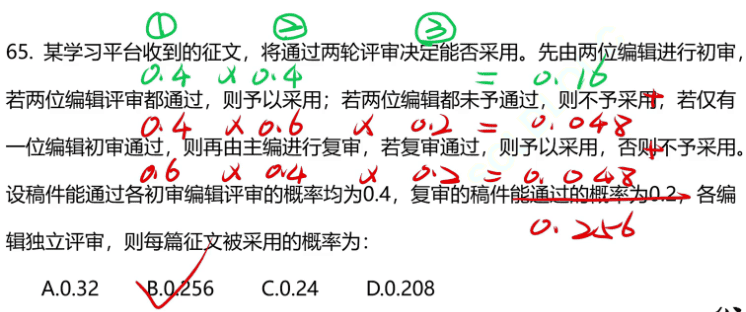 ① ② ③
65. 某学习平台收到的征文，将通过两轮评审决定能否采用。先由两位编辑进行初审，
0.4 × 0.4 = 0.16
若两位编辑评审都通过，则予以采用；若两位编辑都未予通过，则不予采用；若仅有
+
0.4 × 0.6 × 0.2 = 0.048
一位编辑初审通过，则再由主编进行复审，若复审通过，则予以采用，否则不予采用。
+
0.6 × 0.4 × 0.2 = 0.048
设稿件能通过各初审编辑评审的概率均为0.4，复审的稿件能通过的概率为0.2，各编
0.256
辑独立评审，则每篇征文被采用的概率为：
A.0.32 B.0.256 C.0.24 D.0.208